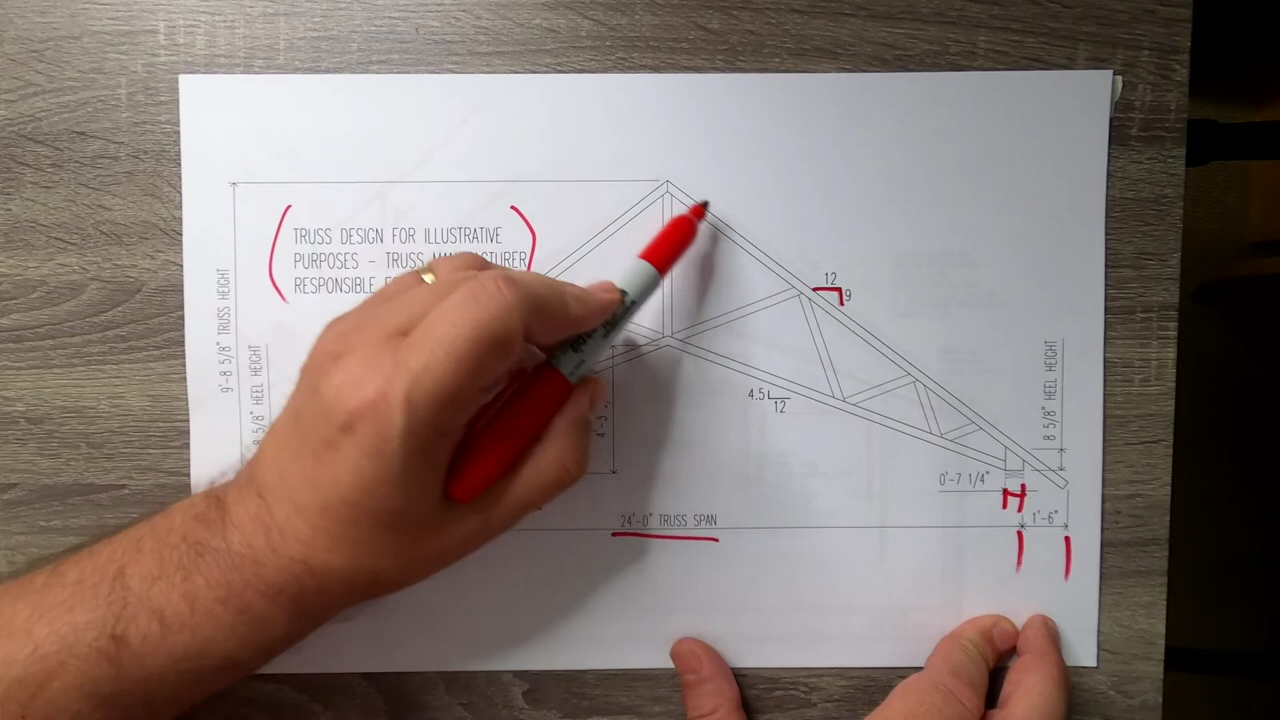 TRUSS DESIGN FOR ILLUSTRATIVE
PURPOSES - TRUSS MANUFACTURER
RESPONSIBLE
9'-8 5/8" TRUSS HEIGHT
8 5/8" HEEL HEIGHT
12
9
4.5
12
8 5/8" HEEL HEIGHT
0'-7 1/4"
24'-0" TRUSS SPAN
1'-6"